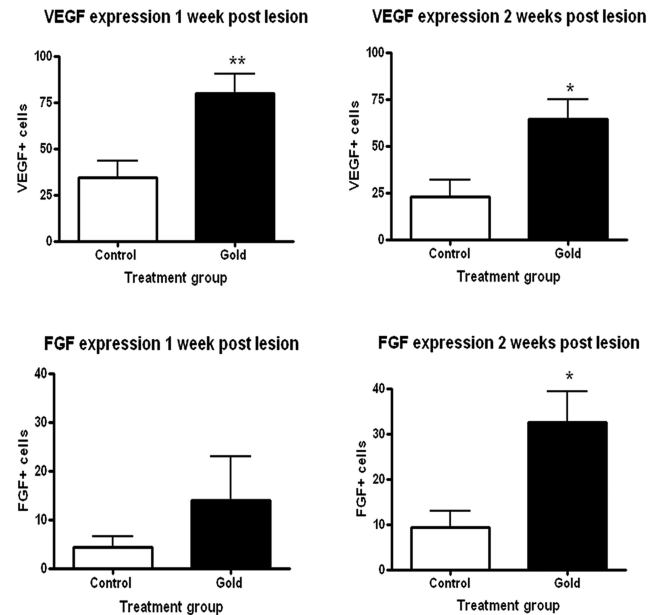 VEGF expression 1 week post lesion
VEGF+ cells
100
75
50
25
0
**
Control Gold
Treatment group
VEGF expression 2 weeks post lesion
VEGF+ cells
100
75
50
25
0
*
Control Gold
Treatment group
FGF expression 1 week post lesion
FGF+ cells
40
30
20
10
0
Control Gold
Treatment group
FGF expression 2 weeks post lesion
FGF+ cells
40
30
20
10
0
*
Control Gold
Treatment group